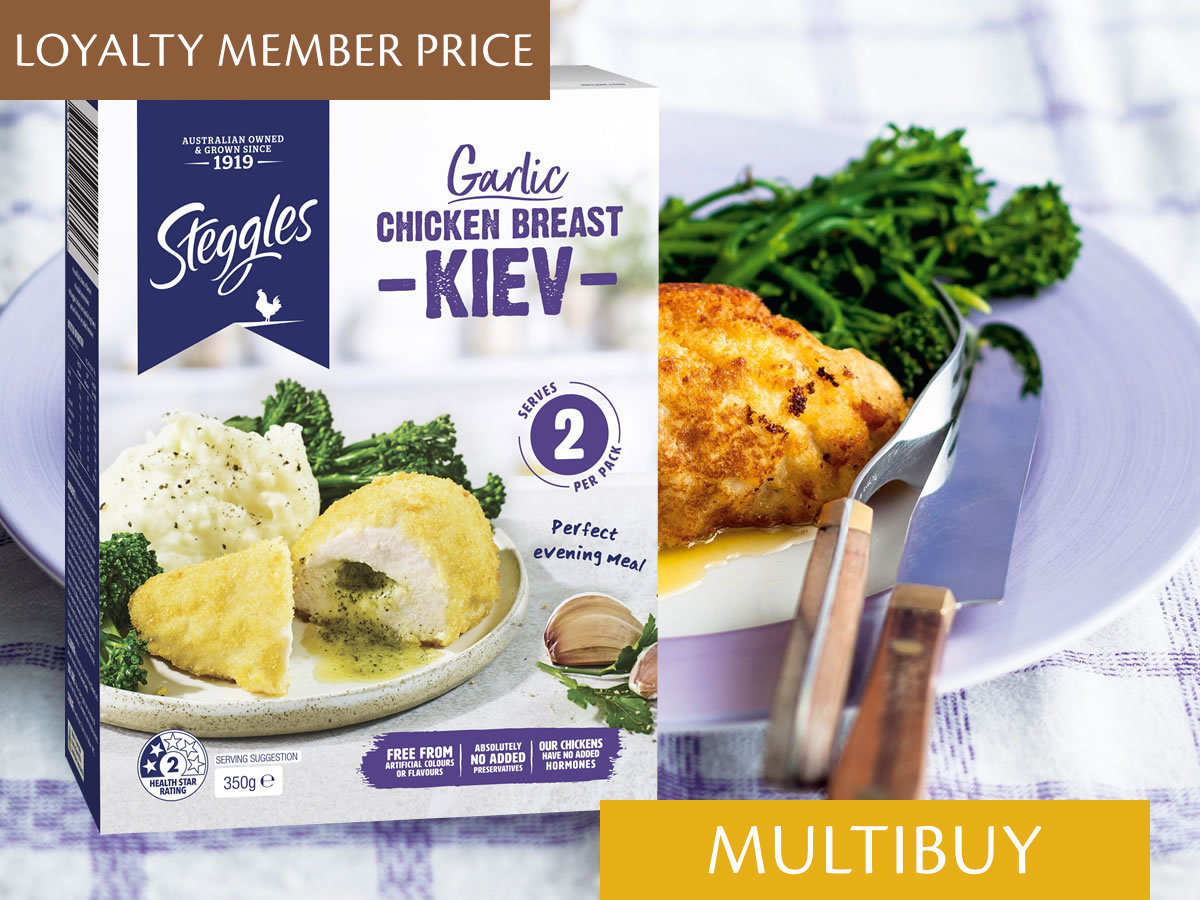 LOYALTY MEMBER PRICE
AUSTRALIAN OWNED
& GROWN SINCE
1919
Steggles
Garlic
CHICKEN BREAST
-KIEV-
SERVES
2
PER PACK
Perfect
evening meal
2
HEALTH STAR
RATING
SERVING SUGGESTION
350g ℮
FREE FROM
ARTIFICIAL COLOURS
OR FLAVOURS
ABSOLUTELY
NO ADDED
PRESERVATIVES
OUR CHICKENS
HAVE NO ADDED
HORMONES
MULTIBUY